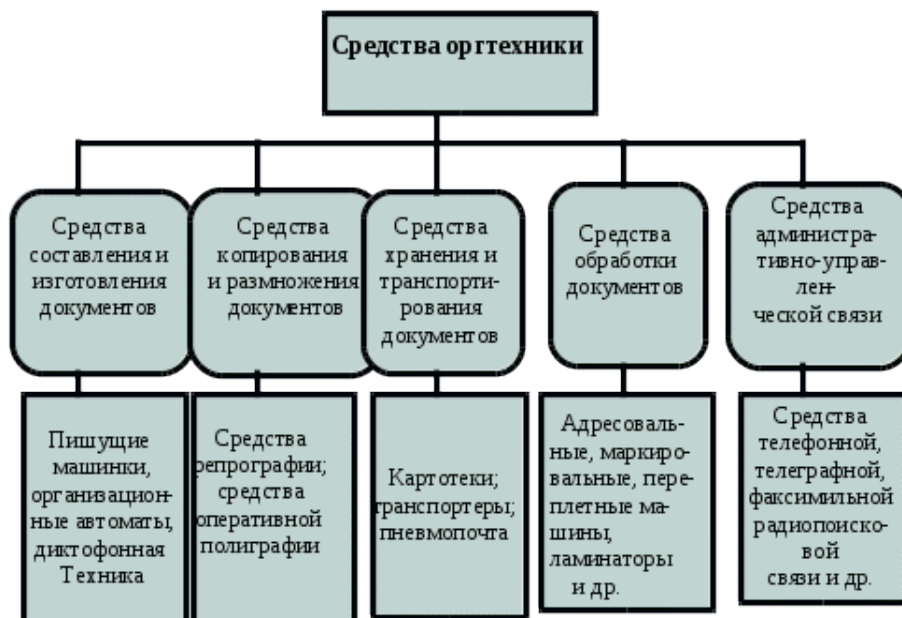 Средства оргтехники
Средства
составления и
изготовления
документов
Средства
копирования
и размножения
документов
Средства
хранения и
транспорти-
рования
документов
Средства
обработки
документов
Средства
администра-
тивно-управ-
лен-
ческой связи
Пишущие
машинки,
организацион-
ные автоматы,
диктофонная
Техника
Средства
репрографии;
средства
оперативной
полиграфии
Картотеки;
транспортеры;
пневмопочта
Адресоваль-
ные, маркиро-
вальные, пере-
плетные ма-
шины,
ламинаторы
и др.
Средства
телефонной,
телеграфной,
факсимильной
радиопоиско-
вой
связи и др.